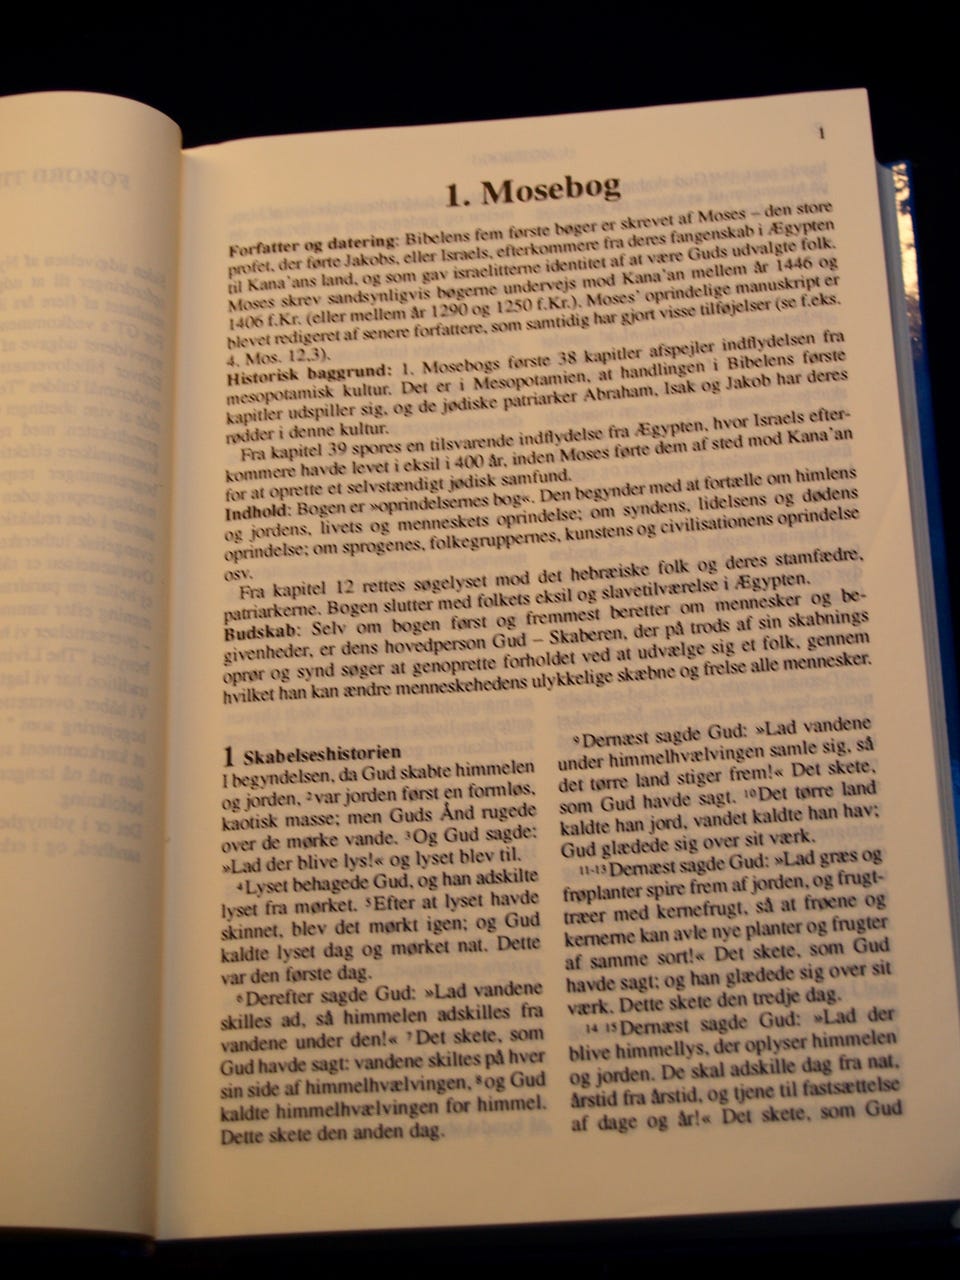 1
1. Mosebog
Forfatter og datering: Bibelens fem første bøger er skrevet af Moses – den store
profet, der førte Jakobs, eller Israels, efterkommere fra deres fangenskab i Ægypten
til Kana'ans land, og som gav israelitterne identitet af at være Guds udvalgte folk.
Moses skrev sandsynligvis bøgerne undervejs mod Kana'an mellem år 1446 og
1406 f.Kr. (eller mellem år 1290 og 1250 f.Kr.). Moses' oprindelige manuskript er
blevet redigeret af senere forfattere, som samtidig har gjort visse tilføjelser (se f.eks.
4. Mos. 12,3).
Historisk baggrund: 1. Mosebogs første 38 kapitler afspejler indflydelsen fra
mesopotamisk kultur. Det er i Mesopotamien, at handlingen i Bibelens første
kapitler udspiller sig, og de jødiske patriarker Abraham, Isak og Jakob har deres
rødder i denne kultur.
Fra kapitel 39 spores en tilsvarende indflydelse fra Ægypten, hvor Israels efter-
kommere havde levet i eksil i 400 år, inden Moses førte dem af sted mod Kana'an
for at oprette et selvstændigt jødisk samfund.
Indhold: Bogen er »oprindelsernes bog«. Den begynder med at fortælle om himlens
og jordens, livets og menneskets oprindelse; om syndens, lidelsens og dødens
oprindelse; om sprogenes, folkegruppernes, kunstens og civilisationens oprindelse
osv.
Fra kapitel 12 rettes søgelyset mod det hebræiske folk og deres stamfædre,
patriarkerne. Bogen slutter med folkets eksil og slavetilværelse i Ægypten.
Budskab: Selv om bogen først og fremmest beretter om mennesker og be-
givenheder, er dens hovedperson Gud – Skaberen, der på trods af sin skabnings
oprør og synd søger at genoprette forholdet ved at udvælge sig et folk, gennem
hvilket han kan ændre menneskehedens ulykkelige skæbne og frelse alle mennesker.
1 Skabelseshistorien
I begyndelsen, da Gud skabte himmelen
og jorden, 2var jorden først en formløs,
kaotisk masse; men Guds Ånd rugede
over de mørke vande. 3Og Gud sagde:
»Lad der blive lys!« og lyset blev til.
4Lyset behagede Gud, og han adskilte
lyset fra mørket. 5Efter at lyset havde
skinnet, blev det mørkt igen; og Gud
kaldte lyset dag og mørket nat. Dette
var den første dag.
6Derefter sagde Gud: »Lad vandene
skilles ad, så himmelen adskilles fra
vandene under den!« 7Det skete, som
Gud havde sagt: vandene skiltes på hver
sin side af himmelhvælvingen, 8og Gud
kaldte himmelhvælvingen for himmel.
Dette skete den anden dag.
9Dernæst sagde Gud: »Lad vandene
under himmelhvælvingen samle sig, så
det tørre land stiger frem!« Det skete,
som Gud havde sagt. 10Det tørre land
kaldte han jord, vandet kaldte han hav;
Gud glædede sig over sit værk.
11-13Dernæst sagde Gud: »Lad græs og
frøplanter spire frem af jorden, og frugt-
træer med kernefrugt, så at frøene og
kernerne kan avle nye planter og frugter
af samme sort!« Det skete, som Gud
havde sagt; og han glædede sig over sit
værk. Dette skete den tredje dag.
14 15Dernæst sagde Gud: »Lad der
blive himmellys, der oplyser himmelen
og jorden. De skal adskille dag fra nat,
årstid fra årstid, og tjene til fastsættelse
af dage og år!« Det skete, som Gud